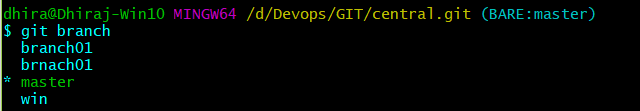 dhira@Dhiraj-Win10 MINGW64 /d/Devops/GIT/central.git (BARE:master)
$ git branch
  branch01
  brnach01
* master
  win